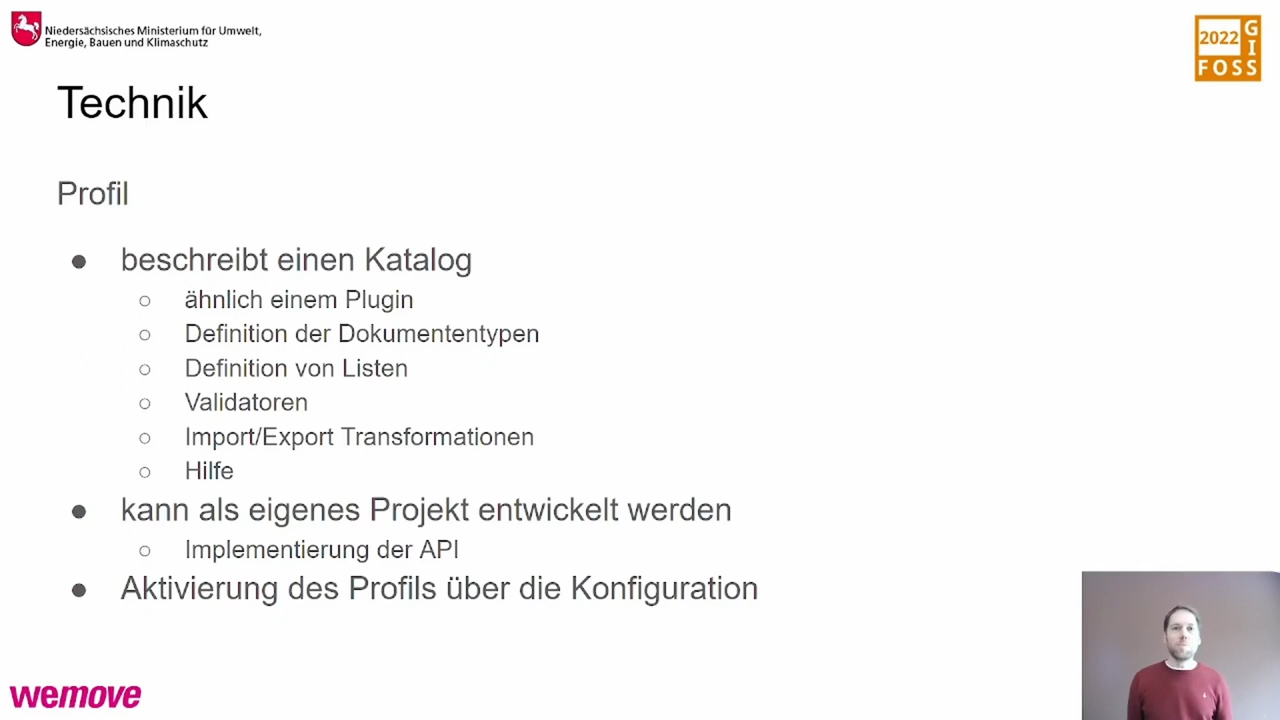 Niedersächsisches Ministerium für Umwelt,
Energie, Bauen und Klimaschutz
2022
GI
FOSS
Technik
Profil
● beschreibt einen Katalog
○ ähnlich einem Plugin
○ Definition der Dokumententypen
○ Definition von Listen
○ Validatoren
○ Import/Export Transformationen
○ Hilfe
● kann als eigenes Projekt entwickelt werden
○ Implementierung der API
● Aktivierung des Profils über die Konfiguration
wemove